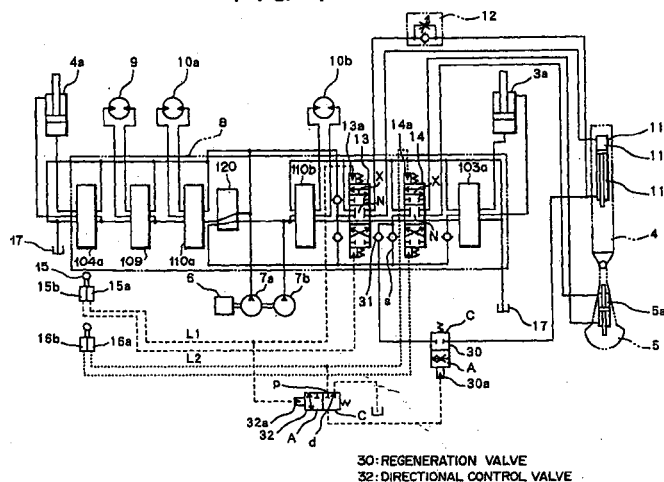 12
4a
9
10a
10b
3a
8
13a
13
14a
14
11
11
11
120
110b
X
X
103a
N
N
4
104a
109
110a
17
15
15b
15a
6
7a
7b
31
s
17
5a
5
16b
16a
L1
L2
C
30
A
30a
p
32a
32
A
d
C
30: REGENERATION VALVE
32: DIRECTIONAL CONTROL VALVE